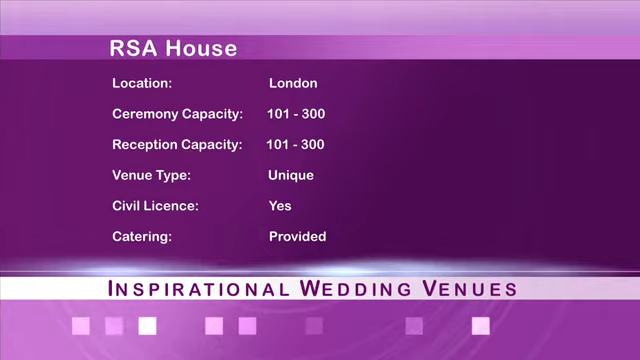 RSA House
Location: London
Ceremony Capacity: 101 - 300
Reception Capacity: 101 - 300
Venue Type: Unique
Civil Licence: Yes
Catering: Provided
INSPIRATIONAL WEDDING VENUES